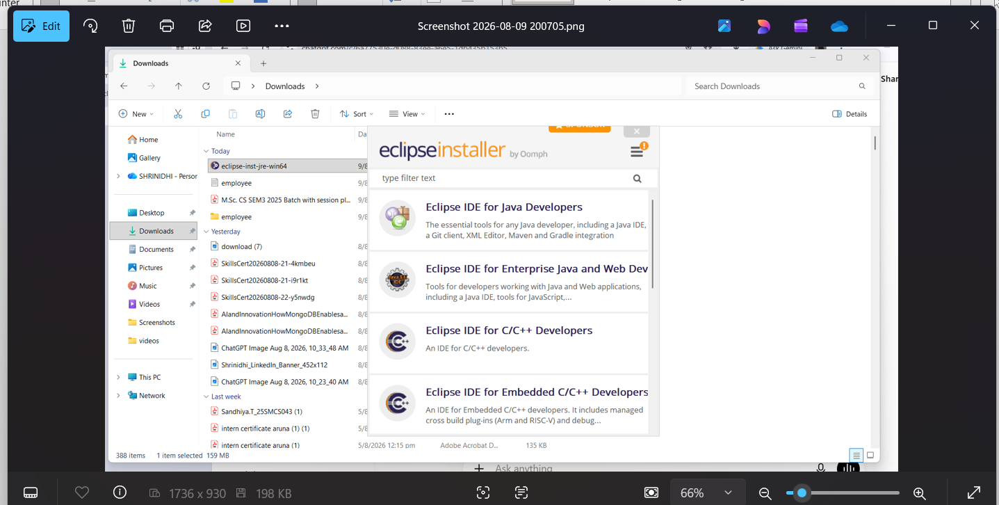 inter
Edit
Screenshot 2026-08-09 200705.png
Downloads
Shar
Downloads
Search Downloads
New
Sort
View
Details
Name
Home
Gallery
SHRINIDHI - Persor
Desktop
Downloads
Documents
Pictures
Music
Videos
Screenshots
videos
This PC
Network
Today
eclipse-inst-jre-win64 9/8
employee 9/8
M.Sc. CS SEM3 2025 Batch with session pl... 9/8
employee 9/8
Yesterday
download (7) 8/8
SkillsCert20260808-21-4kmbeu 8/8
SkillsCert20260808-21-i9r1kt 8/8
SkillsCert20260808-22-y5nwdg 8/8
AIandInnovationHowMongoDBEnablesa... 8/8
AIandInnovationHowMongoDBEnablesa... 8/8
ChatGPT Image Aug 8, 2026, 10_33_48 AM 8/8
Shrinidhi_LinkedIn_Banner_452x112 8/8
ChatGPT Image Aug 8, 2026, 10_23_40 AM 8/8
Last week
Sandhiya.T_25SMCS043 (1) 5/8
intern certificate aruna (1) (1) 5/8
intern certificate aruna (1) 5/8/2026 12:15 pm Adobe Acrobat D... 135 KB
eclipseinstaller by Oomph
type filter text
Eclipse IDE for Java Developers
The essential tools for any Java developer, including a Java IDE,
a Git client, XML Editor, Maven and Gradle integration
Eclipse IDE for Enterprise Java and Web Dev
Tools for developers working with Java and Web applications,
including a Java IDE, tools for JavaScript,...
Java EE
IDE
Eclipse IDE for C/C++ Developers
An IDE for C/C++ developers.
Eclipse IDE for Embedded C/C++ Developers
An IDE for Embedded C/C++ developers. It includes managed
cross build plug-ins (Arm and RISC-V) and debug...
388 items 1 item selected 159 MB
Ask anything
1736 x 930 198 KB
66%